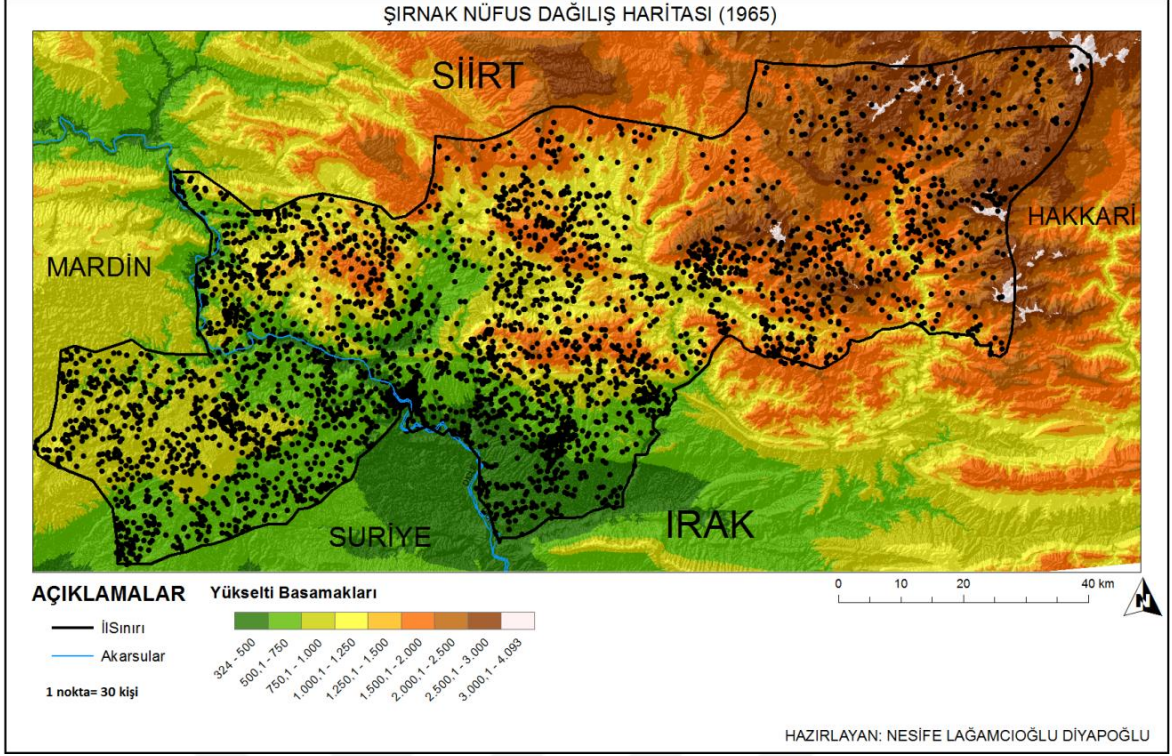 ŞIRNAK NÜFUS DAĞILIŞ HARİTASI (1965)
SİİRT
HAKKARİ
MARDİN
SURİYE
IRAK
AÇIKLAMALAR
Yükselti Basamakları
İlSınırı
Akarsular
1 nokta= 30 kişi
324 - 500
500,1 - 750
750,1 - 1.000
1.000,1 - 1.250
1.250,1 - 1.500
1.500,1 - 2.000
2.000,1 - 2.500
2.500,1 - 3.000
3.000,1 - 4.093
0 10 20 40 km
N
HAZIRLAYAN: NESİFE LAĞAMCIOĞLU DİYAPOĞLU